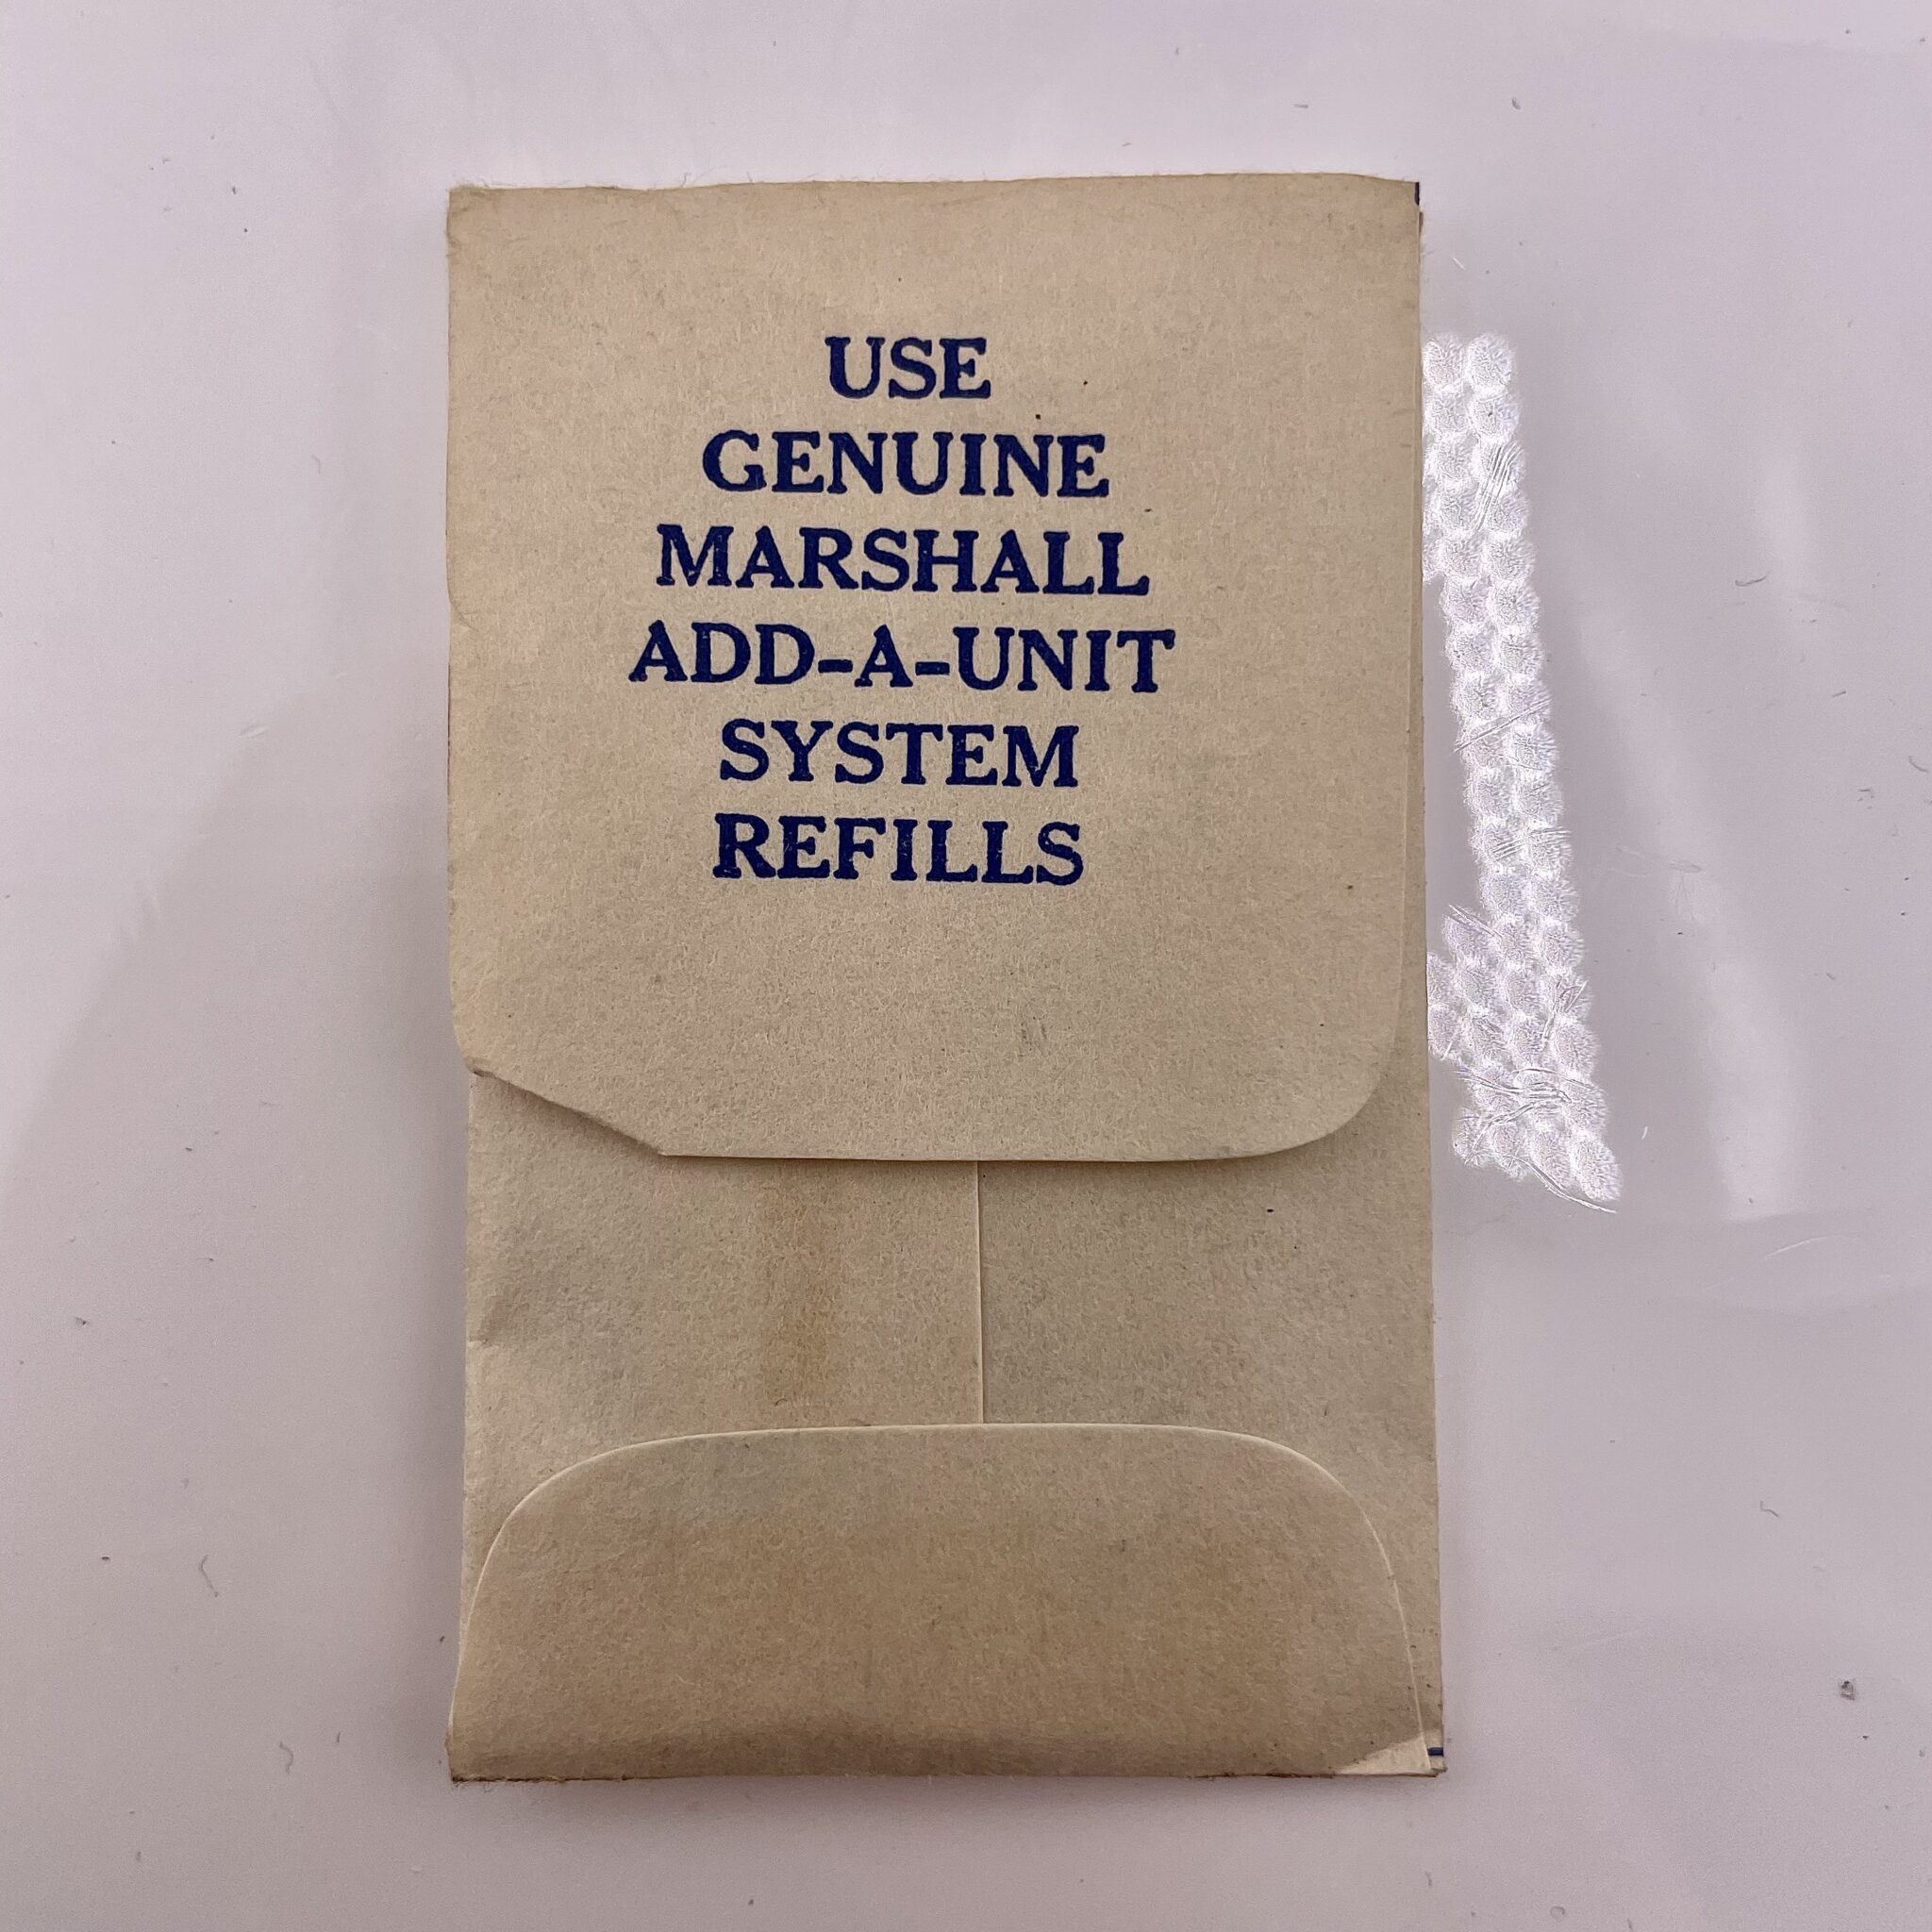 USE
GENUINE
MARSHALL
ADD-A-UNIT
SYSTEM
REFILLS